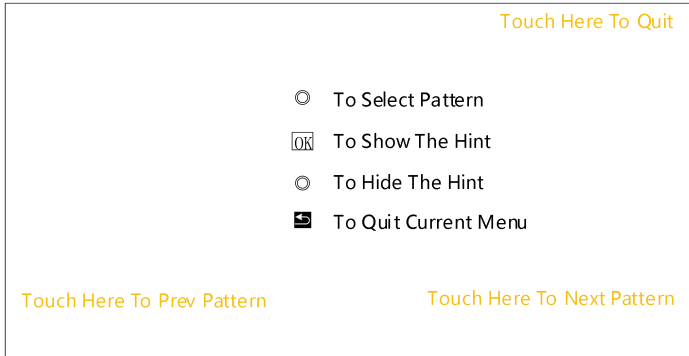 Touch Here To Quit
◎ To Select Pattern
OK To Show The Hint
◎ To Hide The Hint
To Quit Current Menu
Touch Here To Prev Pattern
Touch Here To Next Pattern